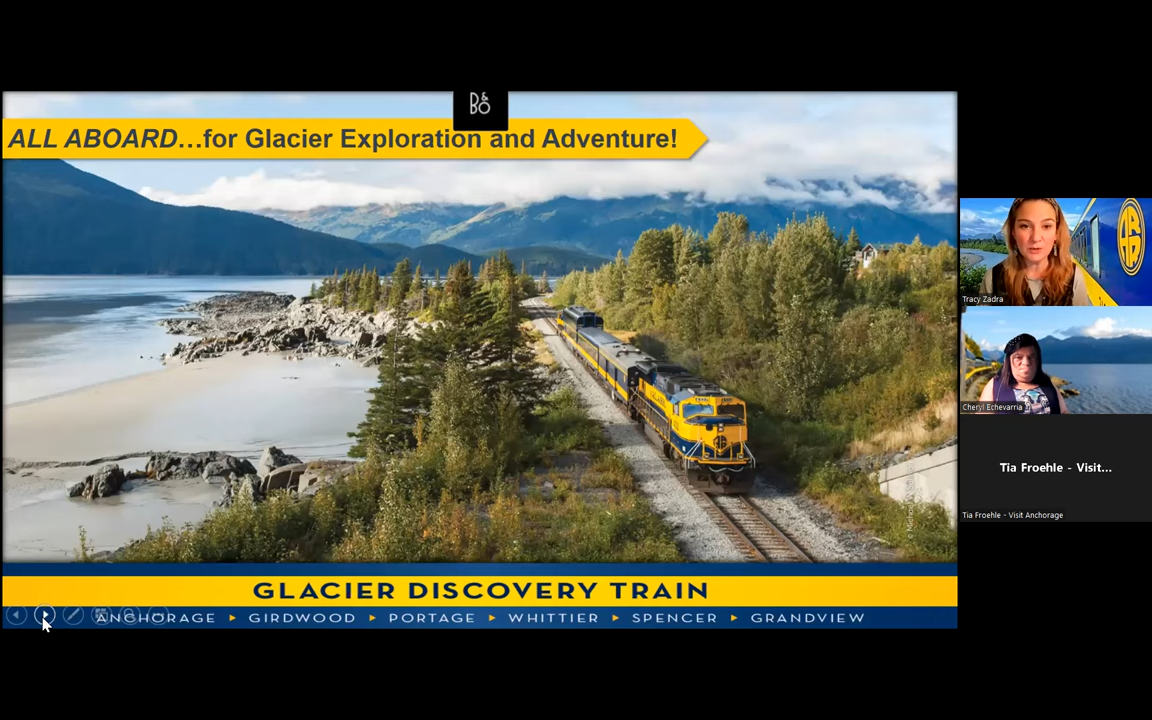 B&O
ALL ABOARD...for Glacier Exploration and Adventure!
GLACIER DISCOVERY TRAIN
ANCHORAGE ▸ GIRDWOOD ▸ PORTAGE ▸ WHITTIER ▸ SPENCER ▸ GRANDVIEW
Tracy Zadra
Cheryl Echevarria
Tia Froehle - Visit...
Tia Froehle - Visit Anchorage